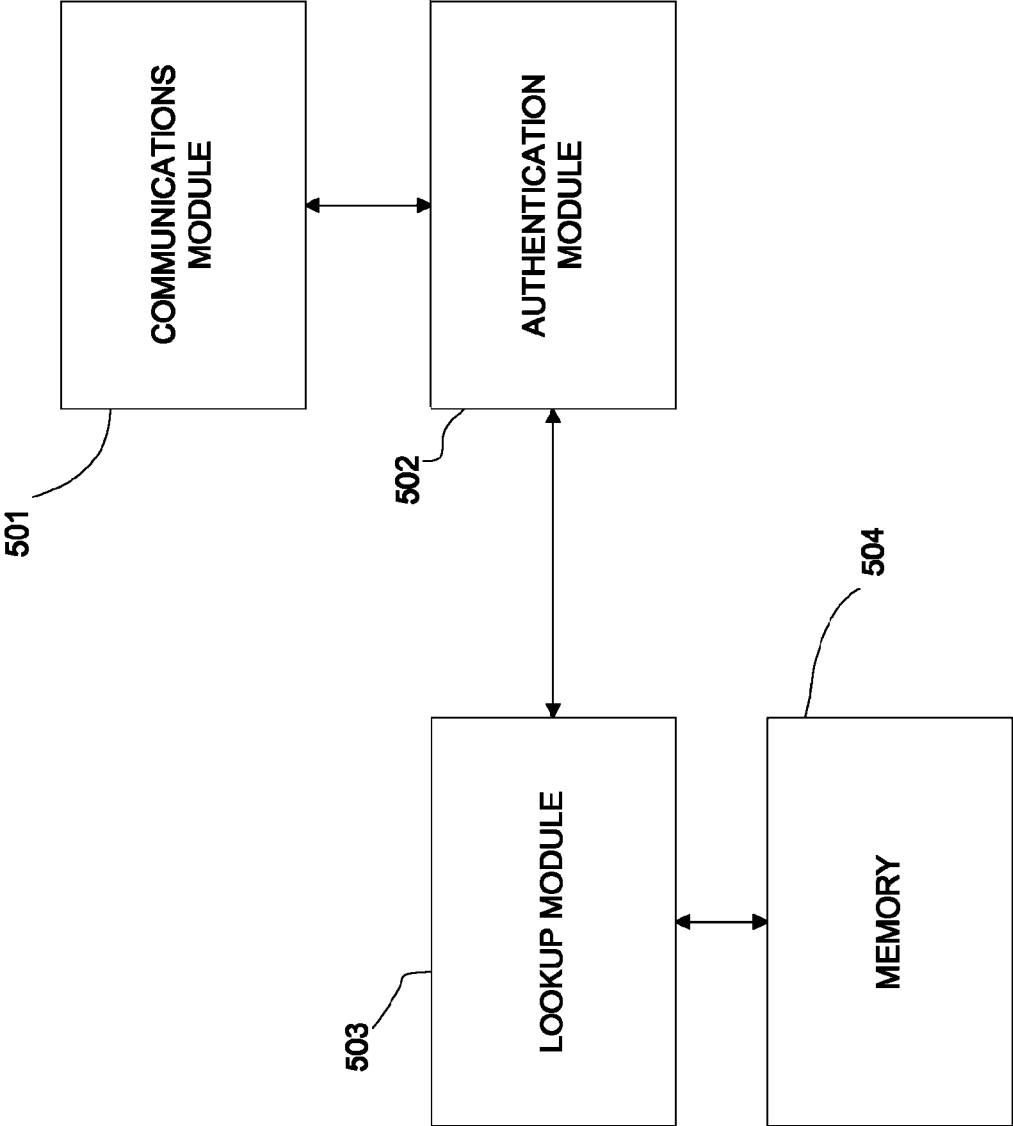 501
COMMUNICATIONS
MODULE
503
LOOKUP MODULE
502
AUTHENTICATION
MODULE
MEMORY
504